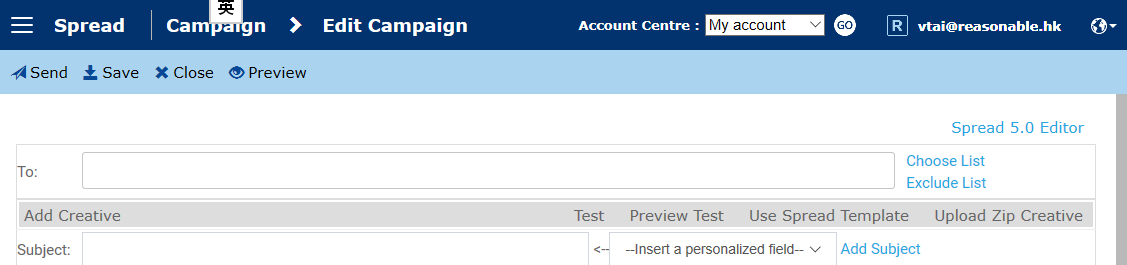 英
Spread Campaign Edit Campaign Account Centre : My account GO R vtai@reasonable.hk
Send Save Close Preview
Spread 5.0 Editor
To: Choose List
Exclude List
Add Creative Test Preview Test Use Spread Template Upload Zip Creative
Subject: <-- --Insert a personalized field-- Add Subject